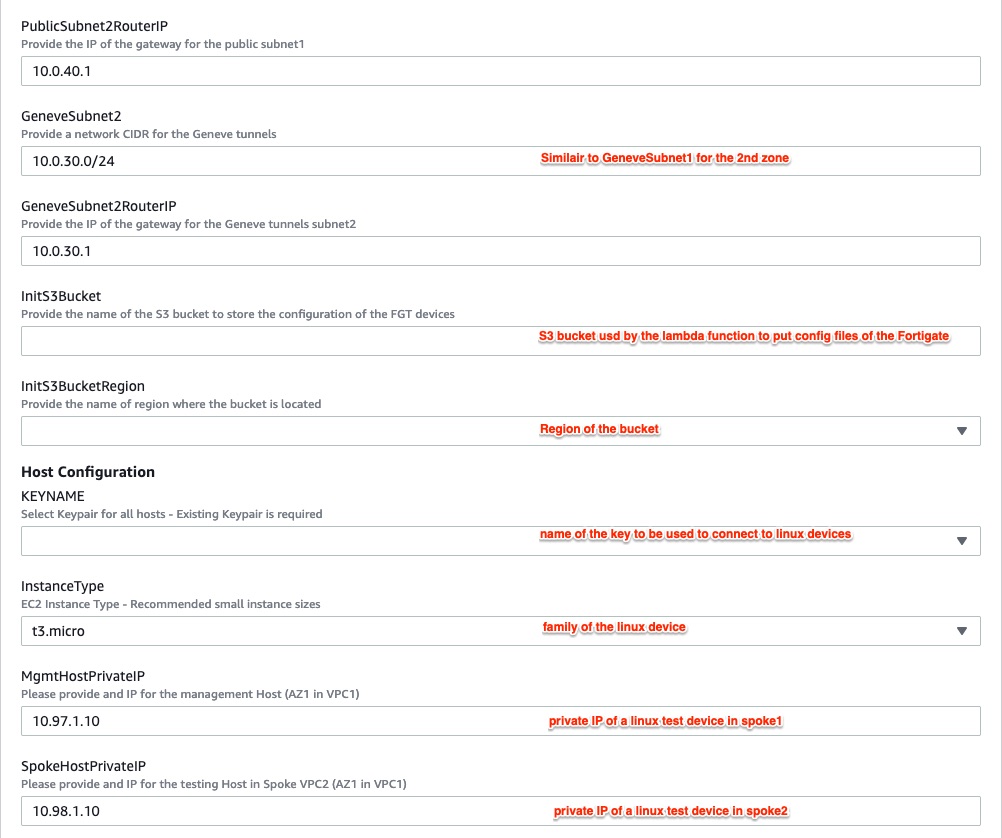 PublicSubnet2RouterIP
Provide the IP of the gateway for the public subnet1
10.0.40.1
GeneveSubnet2
Provide a network CIDR for the Geneve tunnels
10.0.30.0/24 Similair to GeneveSubnet1 for the 2nd zone
GeneveSubnet2RouterIP
Provide the IP of the gateway for the Geneve tunnels subnet2
10.0.30.1
InitS3Bucket
Provide the name of the S3 bucket to store the configuration of the FGT devices
S3 bucket usd by the lambda function to put config files of the Fortigate
InitS3BucketRegion
Provide the name of region where the bucket is located
Region of the bucket
Host Configuration
KEYNAME
Select Keypair for all hosts - Existing Keypair is required
name of the key to be used to connect to linux devices
InstanceType
EC2 Instance Type - Recommended small instance sizes
t3.micro family of the linux device
MgmtHostPrivateIP
Please provide and IP for the management Host (AZ1 in VPC1)
10.97.1.10 private IP of a linux test device in spoke1
SpokeHostPrivateIP
Please provide and IP for the testing Host in Spoke VPC2 (AZ1 in VPC1)
10.98.1.10 private IP of a linux test device in spoke2